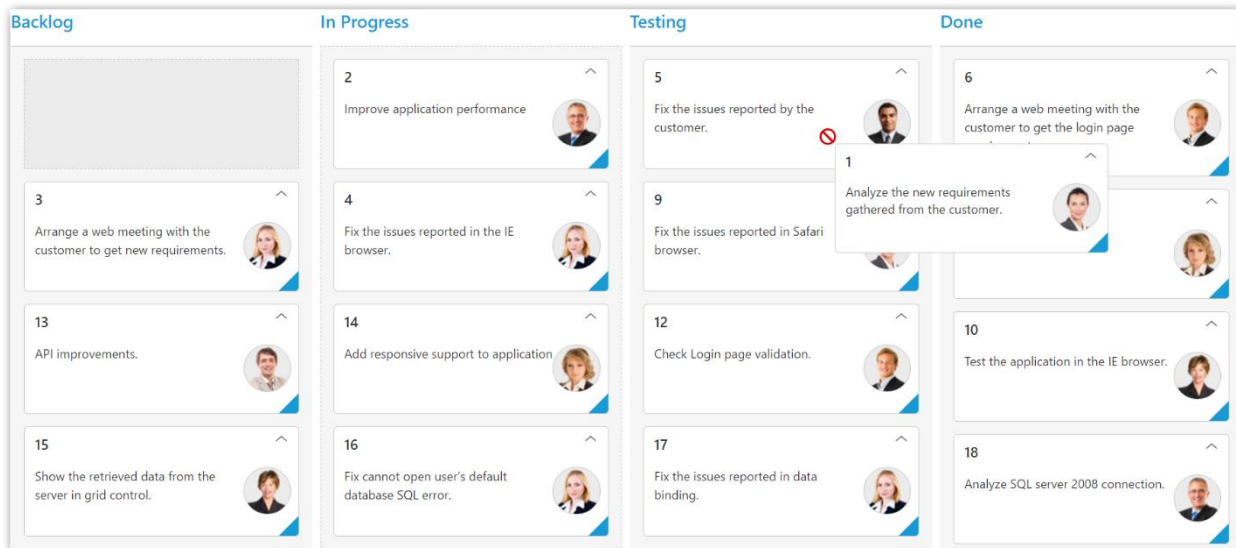 Backlog
In Progress
Testing
Done
3
Arrange a web meeting with the
customer to get new requirements.
13
API improvements.
15
Show the retrieved data from the
server in grid control.
2
Improve application performance
4
Fix the issues reported in the IE
browser.
14
Add responsive support to application
16
Fix cannot open user's default
database SQL error.
5
Fix the issues reported by the
customer.
9
Fix the issues reported in Safari
browser.
12
Check Login page validation.
17
Fix the issues reported in data
binding.
1
Analyze the new requirements
gathered from the customer.
6
Arrange a web meeting with the
customer to get the login page
10
Test the application in the IE browser.
18
Analyze SQL server 2008 connection.